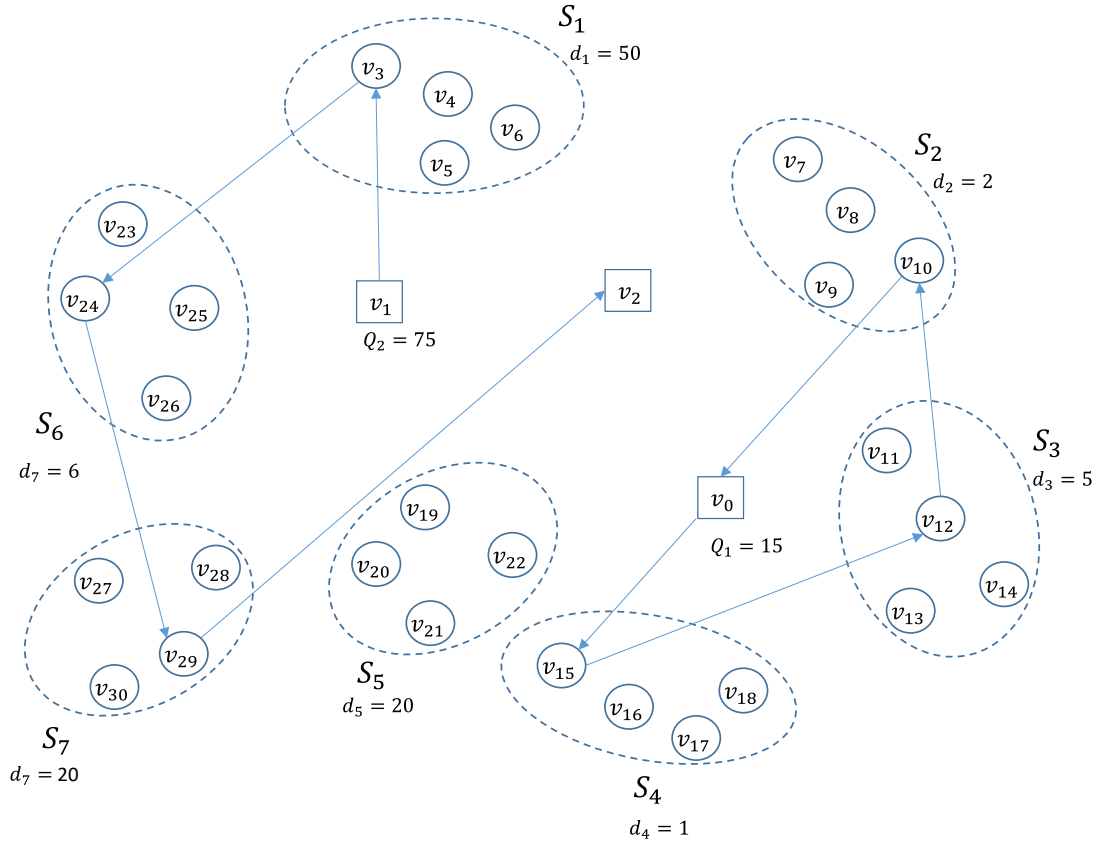 S₁
d₁ = 50
v₃
v₄
v₆
v₅
S₂
d₂ = 2
v₇
v₈
v₁₀
v₉
v₂₃
v₂₄
v₂₅
v₂₆
S₆
d₇ = 6
v₁
Q₂ = 75
v₂
S₃
d₃ = 5
v₁₁
v₁₂
v₁₄
v₁₃
v₀
Q₁ = 15
v₁₉
v₂₂
v₂₀
v₂₁
S₅
d₅ = 20
v₂₇
v₂₈
v₂₉
v₃₀
S₇
d₇ = 20
v₁₅
v₁₆
v₁₈
v₁₇
S₄
d₄ = 1